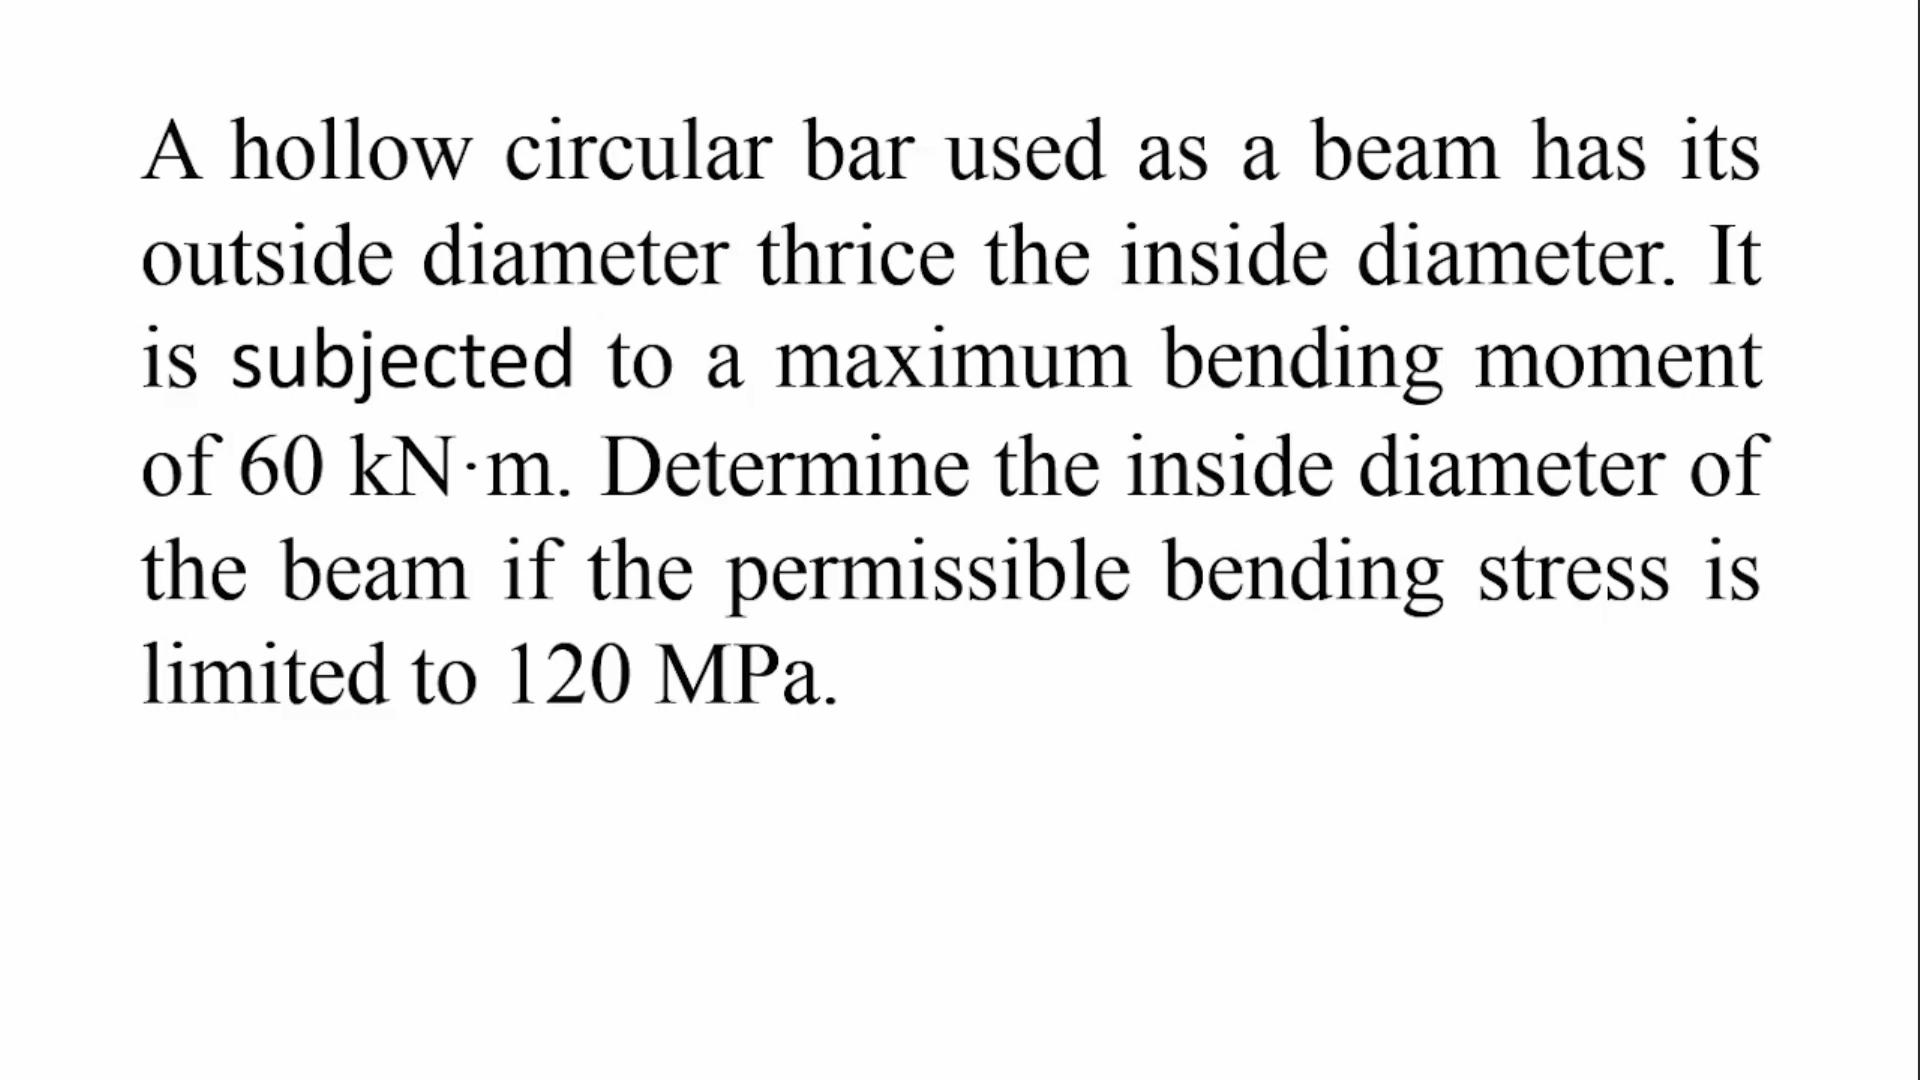 A hollow circular bar used as a beam has its
outside diameter thrice the inside diameter. It
is subjected to a maximum bending moment
of 60 kN·m. Determine the inside diameter of
the beam if the permissible bending stress is
limited to 120 MPa.